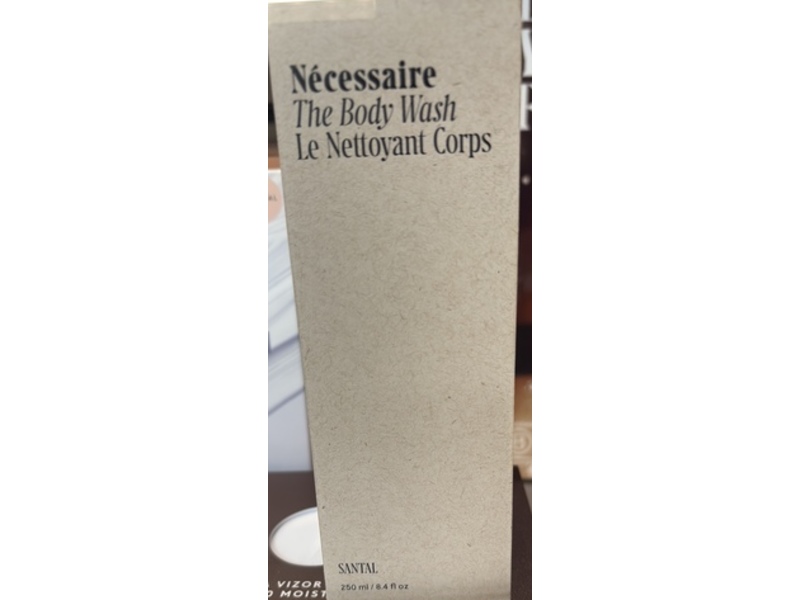 Nécessaire
The Body Wash
Le Nettoyant Corps
SANTAL
250 ml / 8.4 fl oz
VIZOR
MOIST